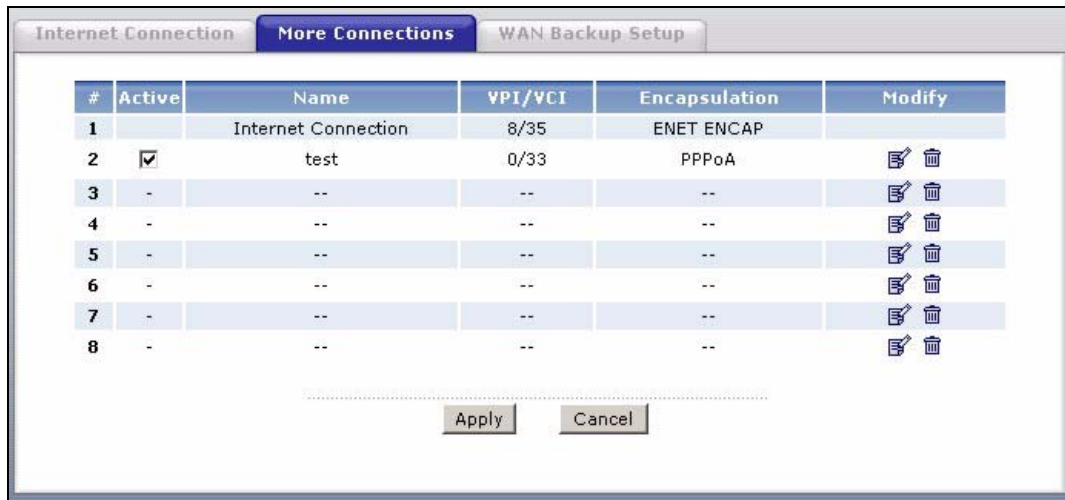 Internet Connection More Connections WAN Backup Setup
# Active Name VPI/VCI Encapsulation Modify
1 Internet Connection 8/35 ENET ENCAP
2 test 0/33 PPPoA
3 - -- -- --
4 - -- -- --
5 - -- -- --
6 - -- -- --
7 - -- -- --
8 - -- -- --
Apply Cancel